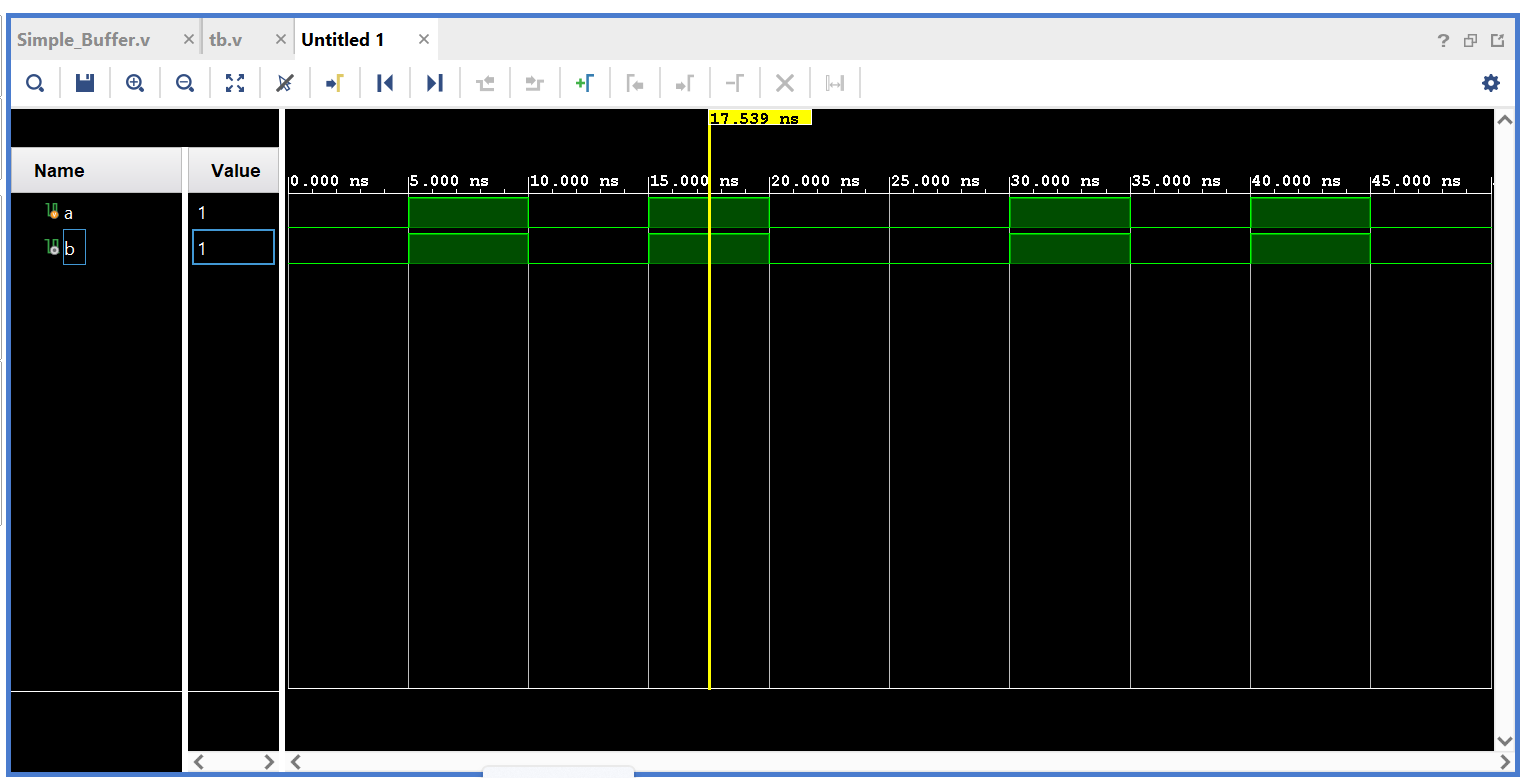 Simple_Buffer.v tb.v Untitled 1
17.539 ns
Name Value
0.000 ns 5.000 ns 10.000 ns 15.000 ns 20.000 ns 25.000 ns 30.000 ns 35.000 ns 40.000 ns 45.000 ns
a 1
b 1